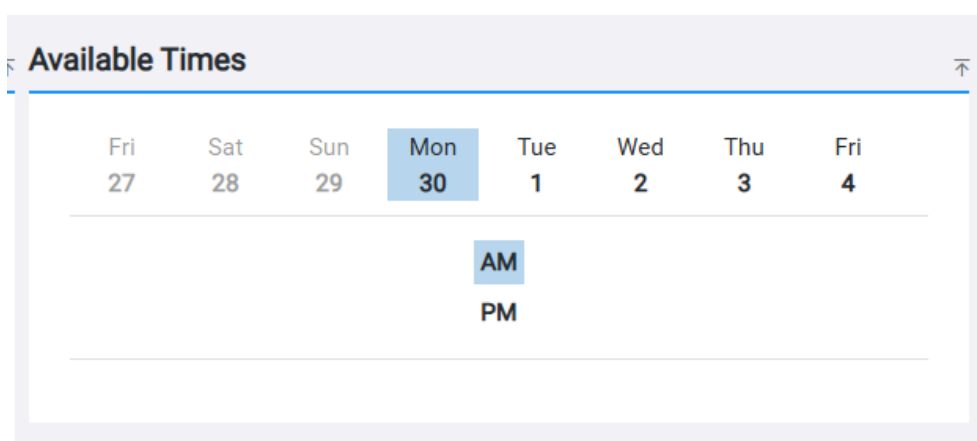 Available Times
Fri Sat Sun Mon Tue Wed Thu Fri
27 28 29 30 1 2 3 4
AM
PM